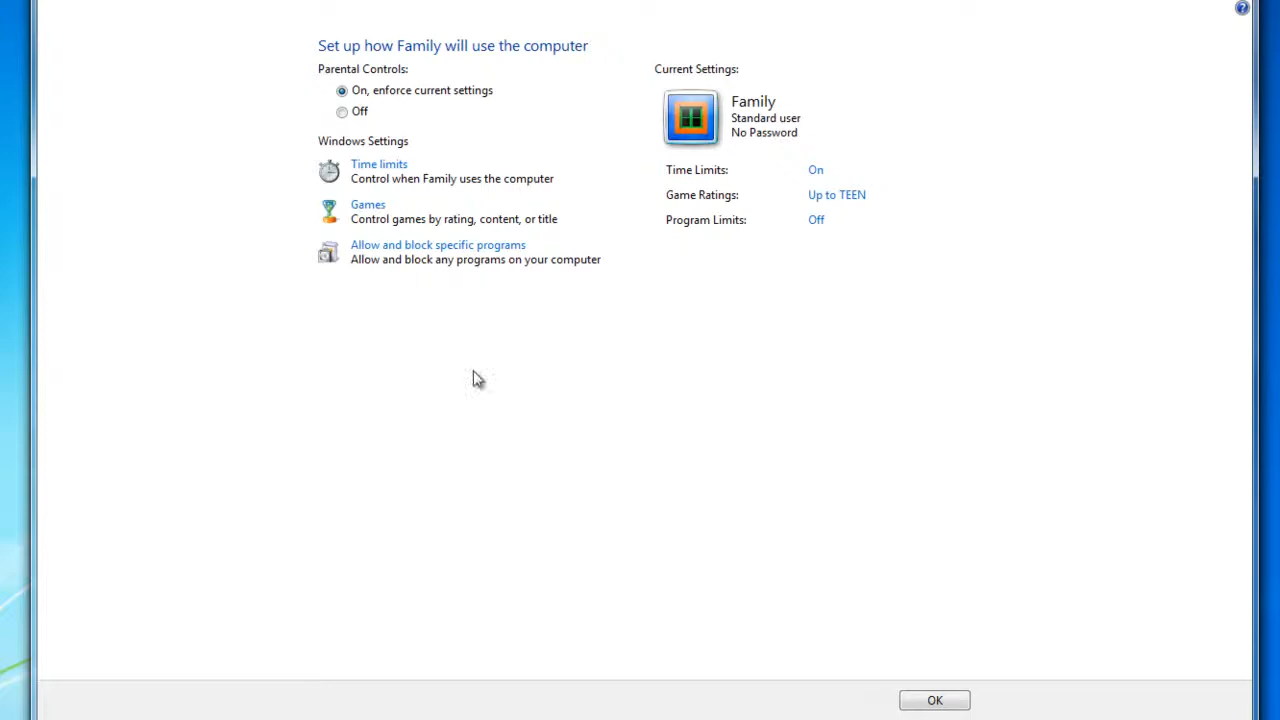 Set up how Family will use the computer
Parental Controls:
On, enforce current settings
Off
Windows Settings
Time limits
Control when Family uses the computer
Games
Control games by rating, content, or title
Allow and block specific programs
Allow and block any programs on your computer
Current Settings:
Family
Standard user
No Password
Time Limits: On
Game Ratings: Up to TEEN
Program Limits: Off
OK